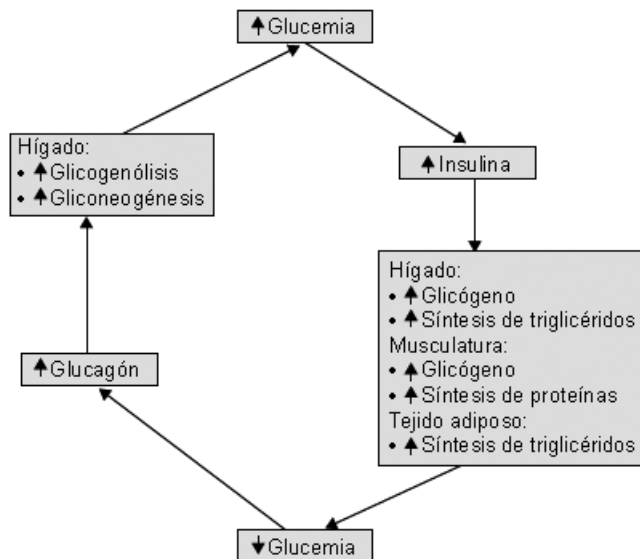 ↑Glucemia
Hígado:
• ↑Glicogenólisis
• ↑Gliconeogénesis
↑Insulina
Hígado:
• ↑Glicógeno
• ↑Síntesis de triglicéridos
Musculatura:
• ↑Glicógeno
• ↑Síntesis de proteínas
Tejido adiposo:
• ↑Síntesis de triglicéridos
↑Glucagón
↓Glucemia